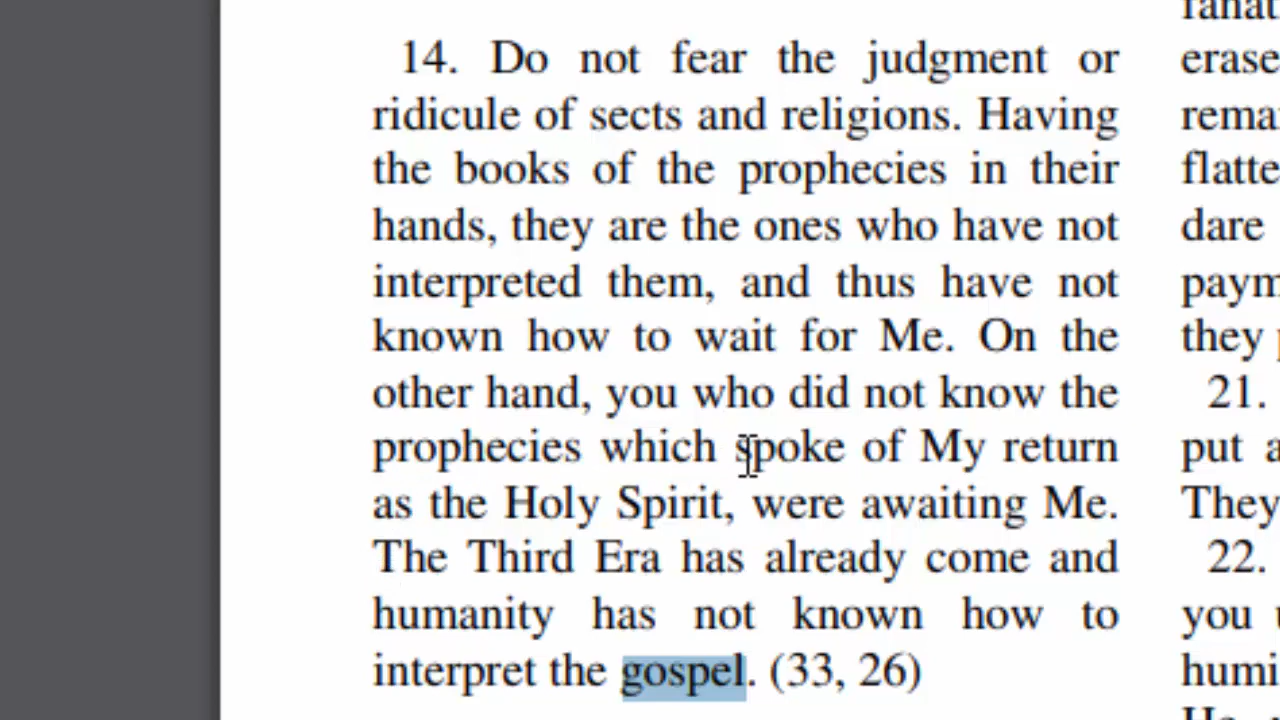 14. Do not fear the judgment or
ridicule of sects and religions. Having
the books of the prophecies in their
hands, they are the ones who have not
interpreted them, and thus have not
known how to wait for Me. On the
other hand, you who did not know the
prophecies which spoke of My return
as the Holy Spirit, were awaiting Me.
The Third Era has already come and
humanity has not known how to
interpret the gospel. (33, 26)
erase
rema
flatte
dare
paym
they
21.
put a
They
22.
you
humi